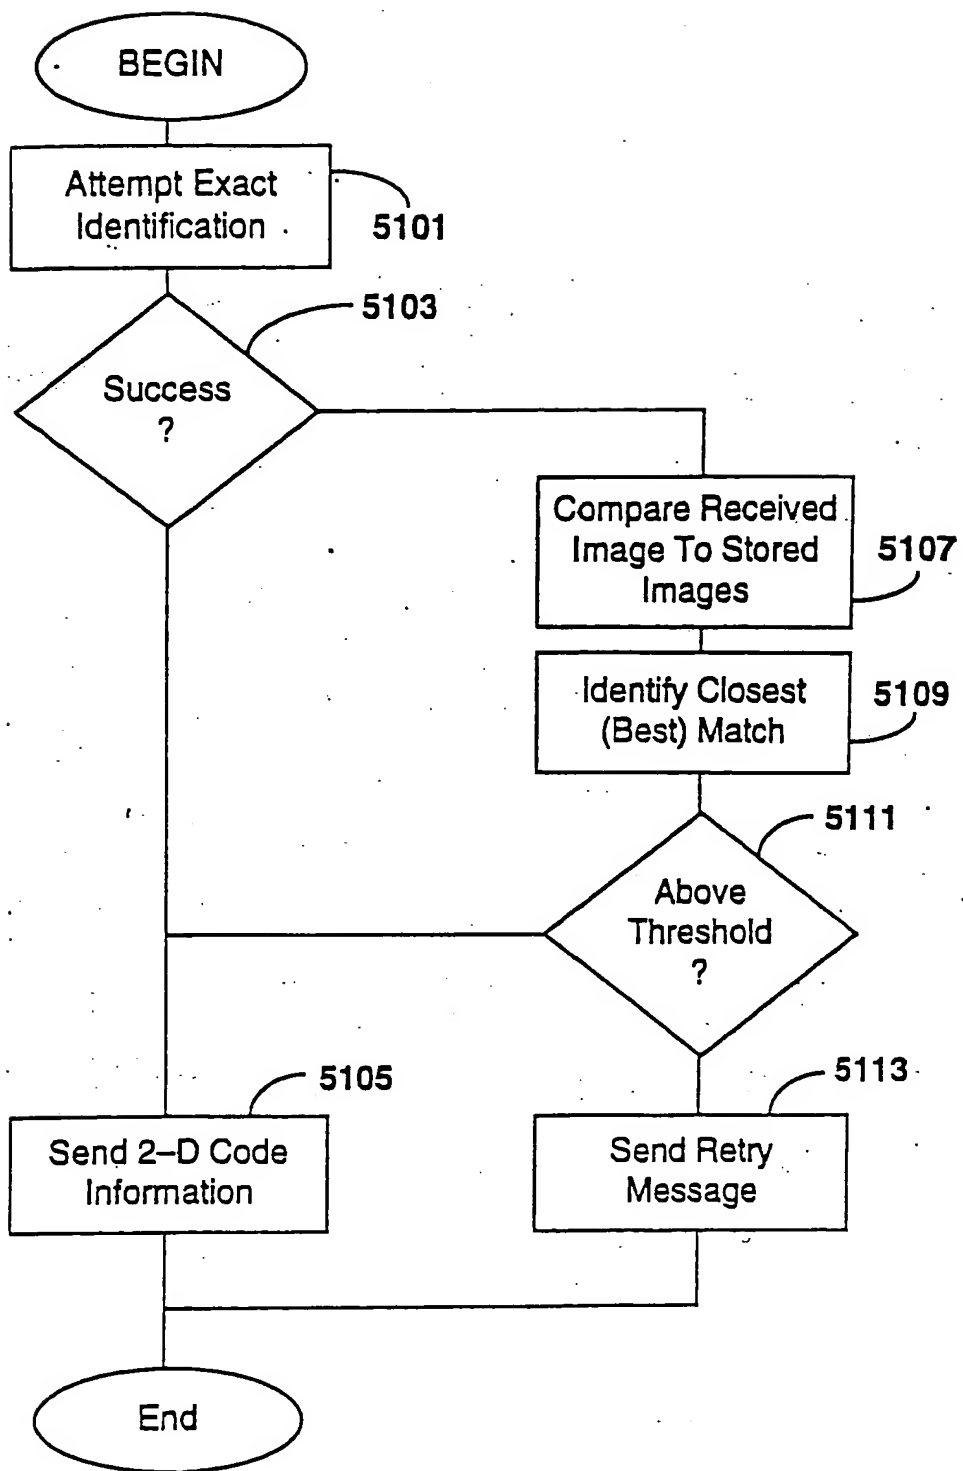 BEGIN
Attempt Exact
Identification
5101
5103
Success
?
Compare Received
Image To Stored
Images
5107
Identify Closest
(Best) Match
5109
5111
Above
Threshold
?
5105
Send 2–D Code
Information
5113
Send Retry
Message
End